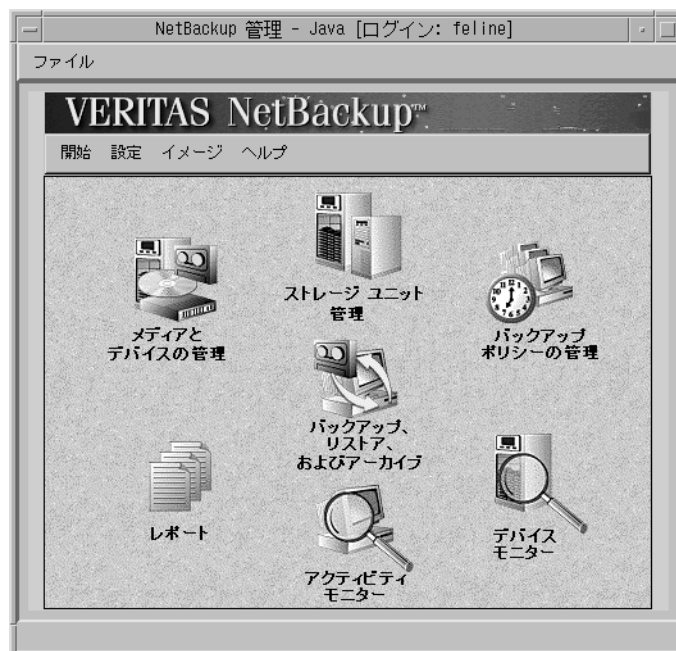 NetBackup 管理 - Java [ログイン: feline]
ファイル
VERITAS NetBackup™
開始 設定 イメージ ヘルプ
ストレージ ユニット
管理
メディアと
デバイスの管理
バックアップ
ポリシーの管理
バックアップ、
リストア、
およびアーカイブ
レポート
デバイス
モニター
アクティビティ
モニター